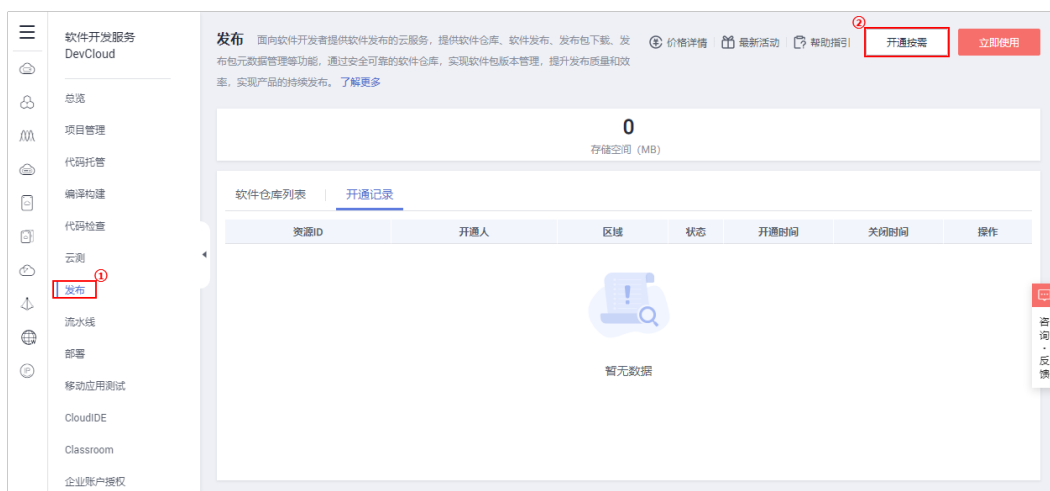 软件开发服务
DevCloud
总览
项目管理
代码托管
编译构建
代码检查
云测
①
发布
流水线
部署
移动应用测试
CloudIDE
Classroom
企业账户授权
发布 面向软件开发者提供软件发布的云服务，提供软件仓库、软件发布、发布包下载、发
布包元数据管理等功能，通过安全可靠的软件仓库，实现软件包版本管理，提升发布质量和效
率，实现产品的持续发布。了解更多
价格详情 最新活动 帮助指引
②
开通按需 立即使用
0
存储空间（MB）
软件仓库列表 开通记录
资源ID 开通人 区域 状态 开通时间 关闭时间 操作
暂无数据
咨
询
·
反
馈